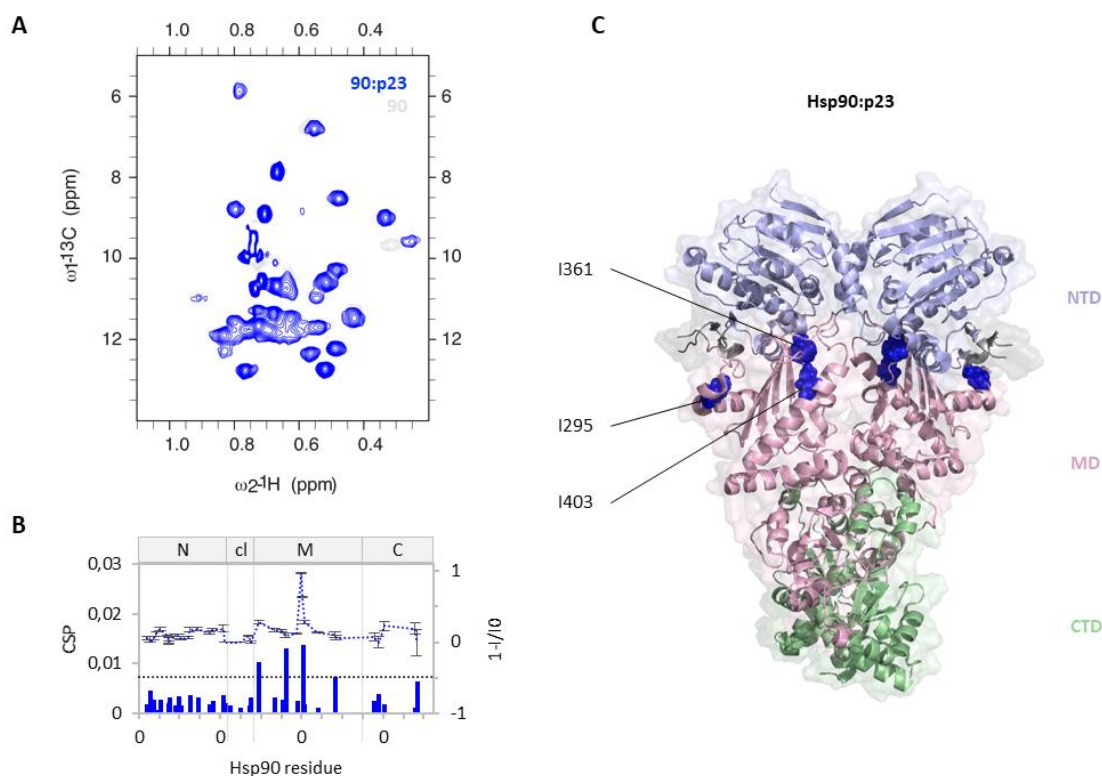 A
1.0 0.8 0.6 0.4
90:p23
90
6 6
8 8
10 10
12 12
ω1-13C (ppm)
1.0 0.8 0.6 0.4
ω2-1H (ppm)
B
N cl M C
0,03 1
0,02
0
0,01
0 -1
CSP
1-I/I0
0 0 0 0
Hsp90 residue
C
Hsp90:p23
I361
NTD
I295
MD
I403
CTD